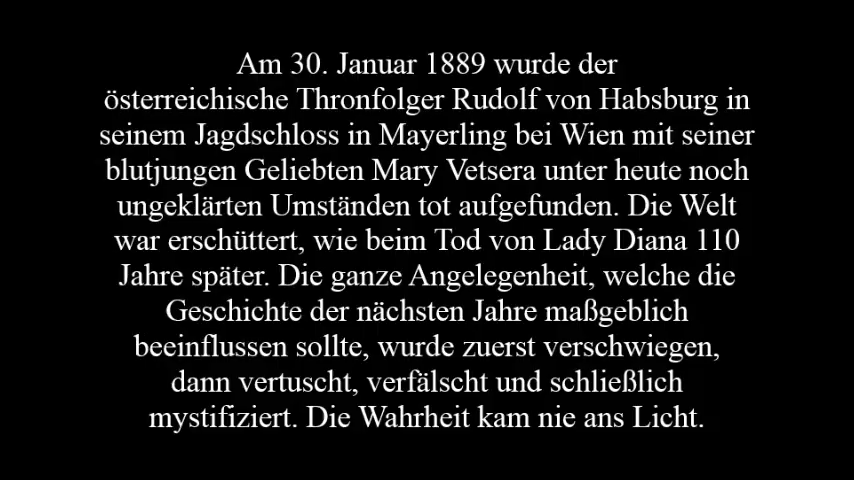 Am 30. Januar 1889 wurde der
österreichische Thronfolger Rudolf von Habsburg in
seinem Jagdschloss in Mayerling bei Wien mit seiner
blutjungen Geliebten Mary Vetsera unter heute noch
ungeklärten Umständen tot aufgefunden. Die Welt
war erschüttert, wie beim Tod von Lady Diana 110
Jahre später. Die ganze Angelegenheit, welche die
Geschichte der nächsten Jahre maßgeblich
beeinflussen sollte, wurde zuerst verschwiegen,
dann vertuscht, verfälscht und schließlich
mystifiziert. Die Wahrheit kam nie ans Licht.